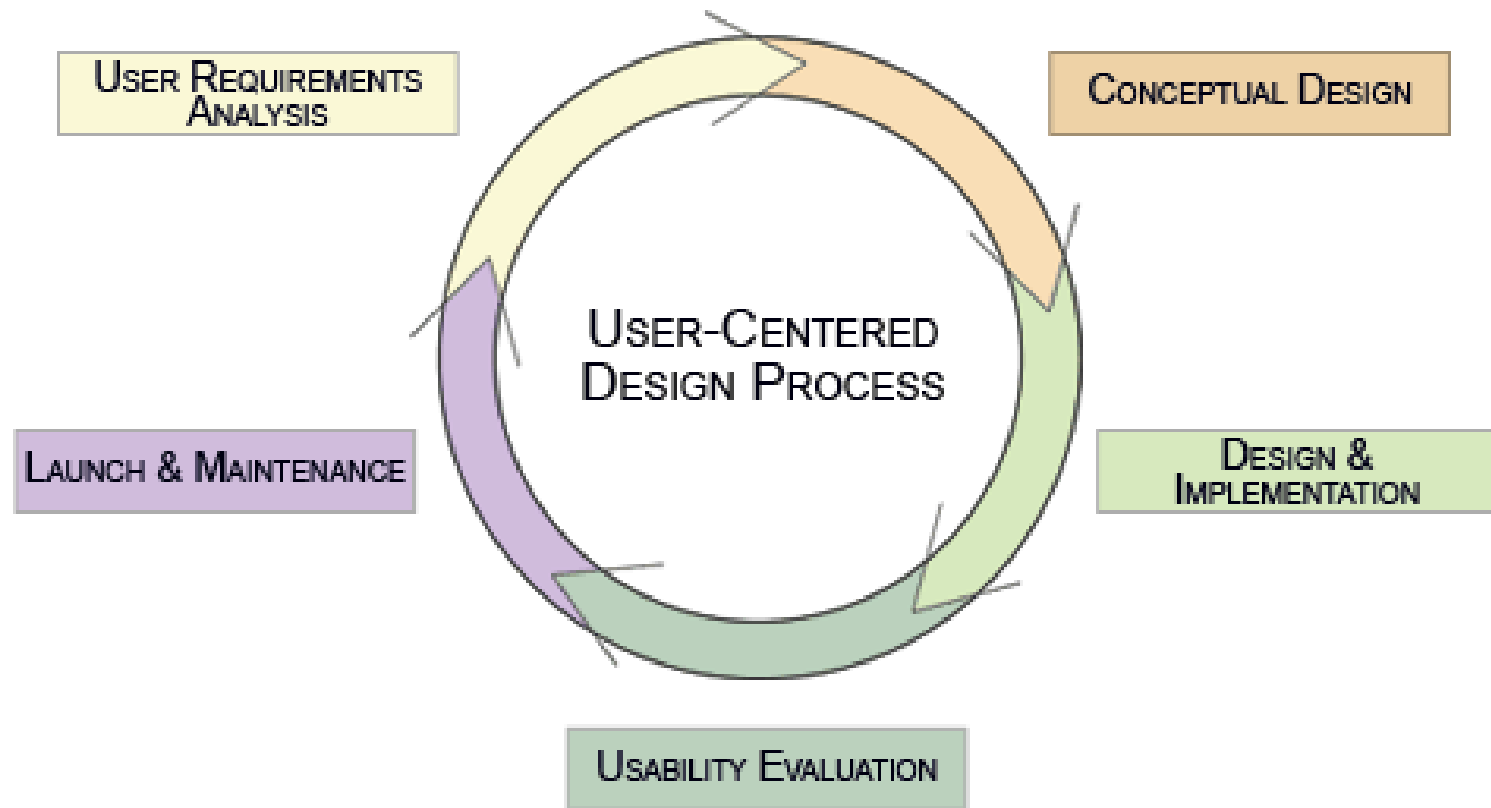 User Requirements
Analysis
Conceptual Design
User-Centered
Design Process
Launch & Maintenance
Design &
Implementation
Usability Evaluation